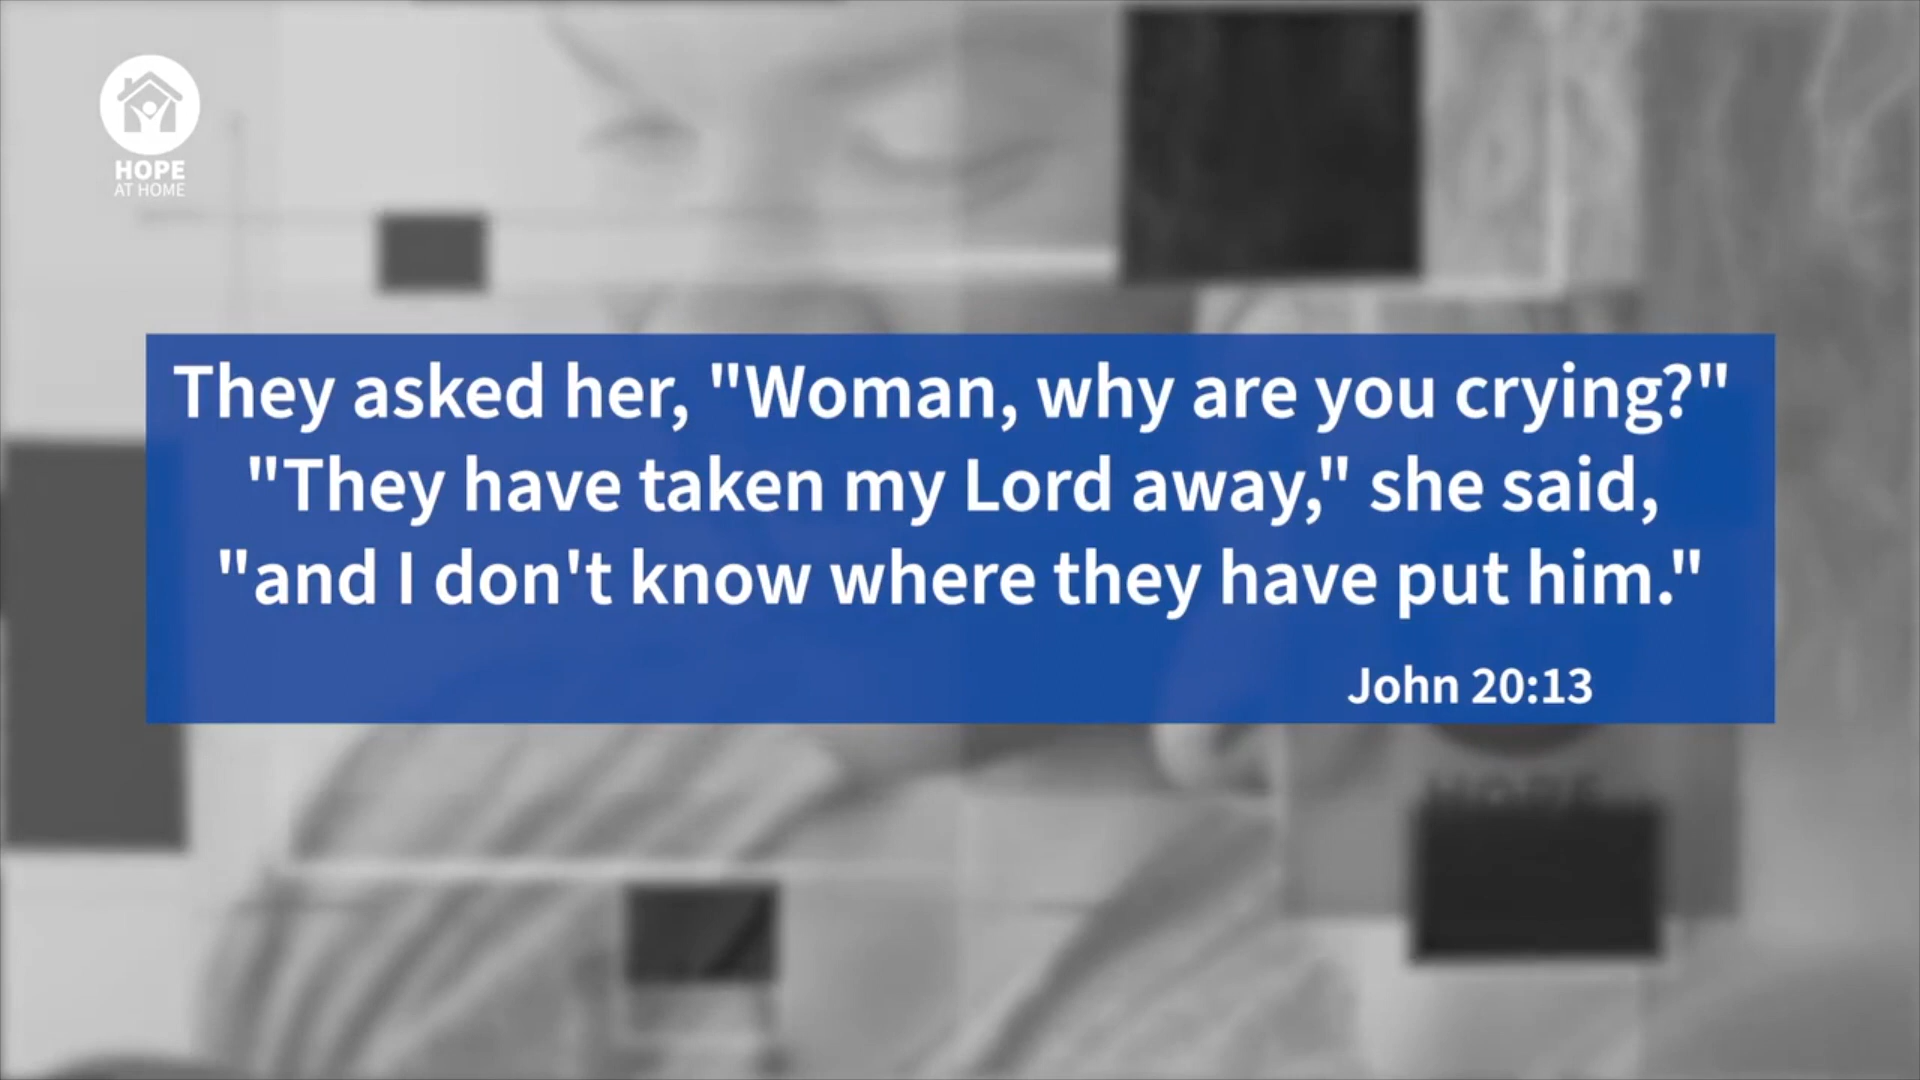 HOPE
AT HOME
They asked her, "Woman, why are you crying?"
"They have taken my Lord away," she said,
"and I don't know where they have put him."
John 20:13